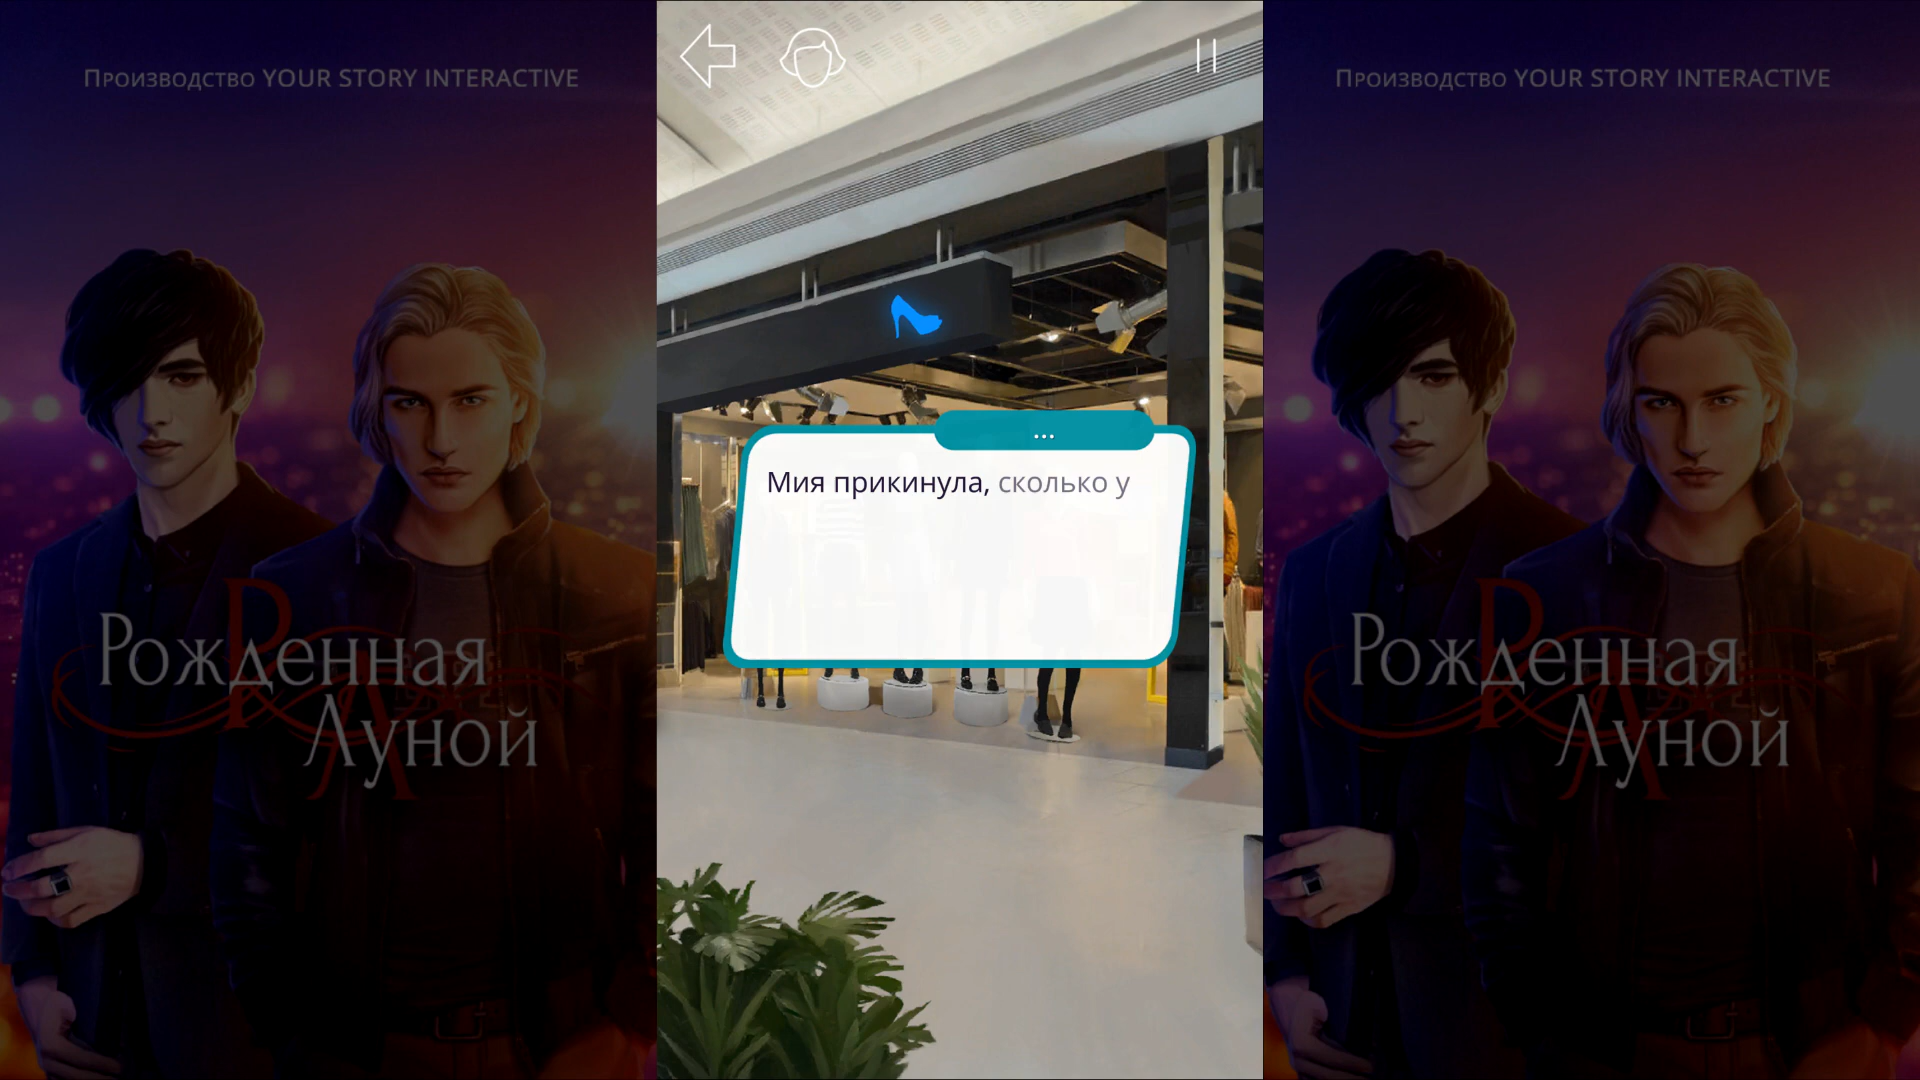 Производство YOUR STORY INTERACTIVE
Рожденная
Луной
...
Мия прикинула, сколько у
Производство YOUR STORY INTERACTIVE
Рожденная
Луной